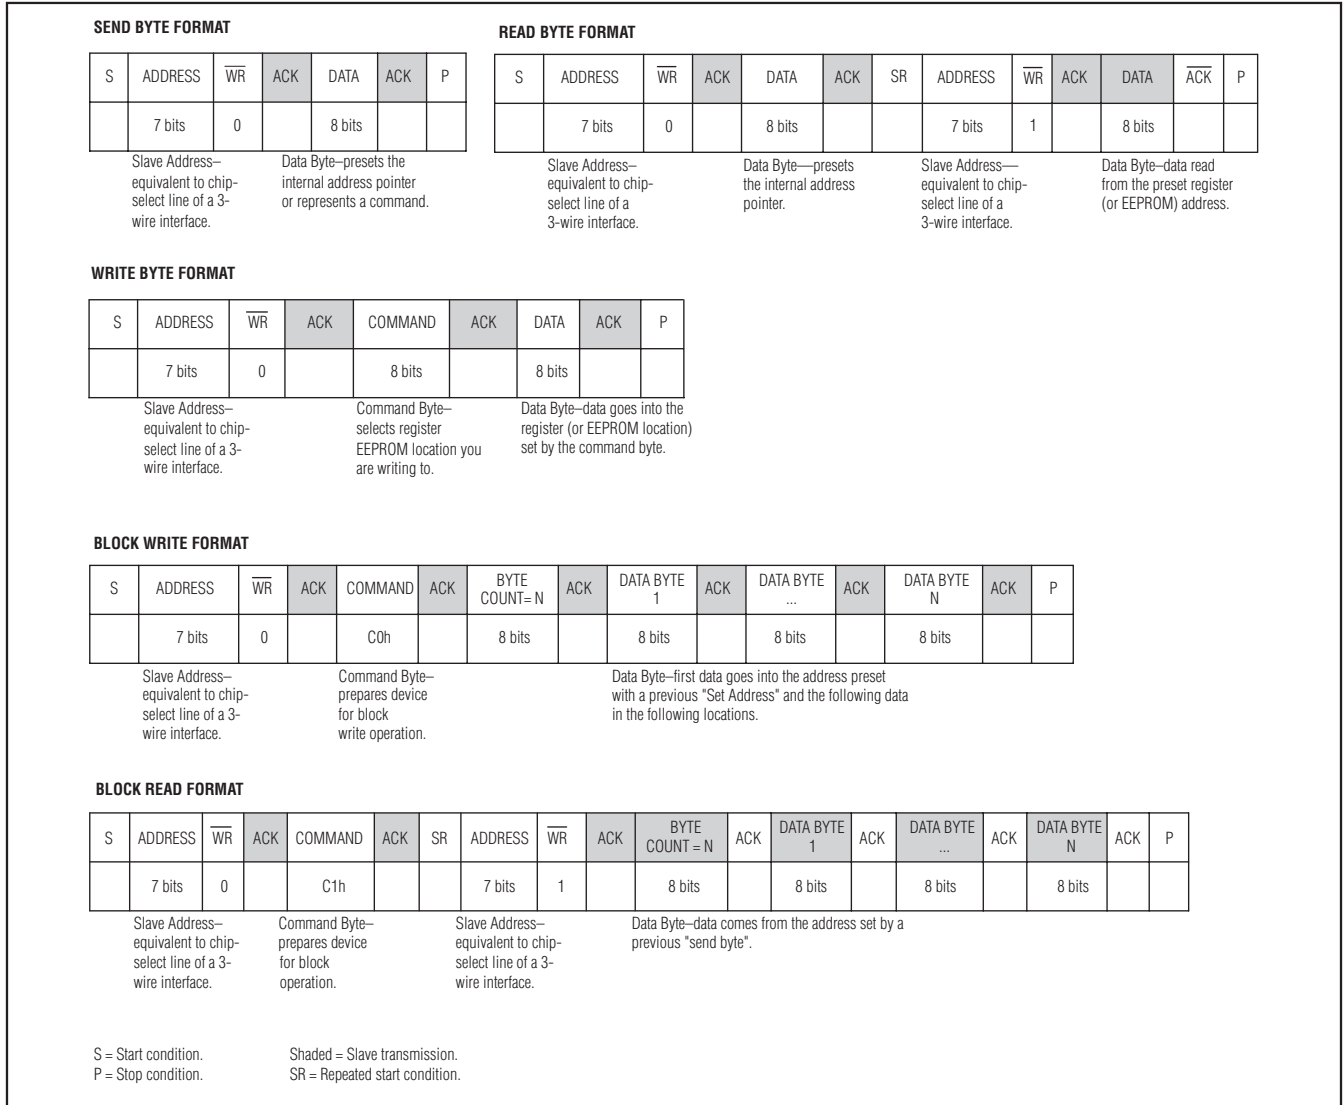 SEND BYTE FORMAT
S ADDRESS WR ACK DATA ACK P
7 bits 0 8 bits
Slave Address–
equivalent to chip-
select line of a 3-
wire interface.
Data Byte–presets the
internal address pointer
or represents a command.
READ BYTE FORMAT
S ADDRESS WR ACK DATA ACK SR ADDRESS WR ACK DATA ACK P
7 bits 0 8 bits 7 bits 1 8 bits
Slave Address–
equivalent to chip-
select line of a
3-wire interface.
Data Byte—presets
the internal address
pointer.
Slave Address—
equivalent to chip-
select line of a
3-wire interface.
Data Byte–data read
from the preset register
(or EEPROM) address.
WRITE BYTE FORMAT
S ADDRESS WR ACK COMMAND ACK DATA ACK P
7 bits 0 8 bits 8 bits
Slave Address–
equivalent to chip-
select line of a 3-
wire interface.
Command Byte–
selects register
EEPROM location you
are writing to.
Data Byte–data goes into the
register (or EEPROM location)
set by the command byte.
BLOCK WRITE FORMAT
S ADDRESS WR ACK COMMAND ACK BYTE COUNT= N ACK DATA BYTE 1 ACK DATA BYTE ... ACK DATA BYTE N ACK P
7 bits 0 C0h 8 bits 8 bits 8 bits 8 bits
Slave Address–
equivalent to chip-
select line of a 3-
wire interface.
Command Byte–
prepares device
for block
write operation.
Data Byte–first data goes into the address preset
with a previous "Set Address" and the following data
in the following locations.
BLOCK READ FORMAT
S ADDRESS WR ACK COMMAND ACK SR ADDRESS WR ACK BYTE COUNT = N ACK DATA BYTE 1 ACK DATA BYTE ... ACK DATA BYTE N ACK P
7 bits 0 C1h 7 bits 1 8 bits 8 bits 8 bits 8 bits
Slave Address–
equivalent to chip-
select line of a 3-
wire interface.
Command Byte–
prepares device
for block
operation.
Slave Address–
equivalent to chip-
select line of a 3-
wire interface.
Data Byte–data comes from the address set by a
previous "send byte".
S = Start condition.
P = Stop condition.
Shaded = Slave transmission.
SR = Repeated start condition.